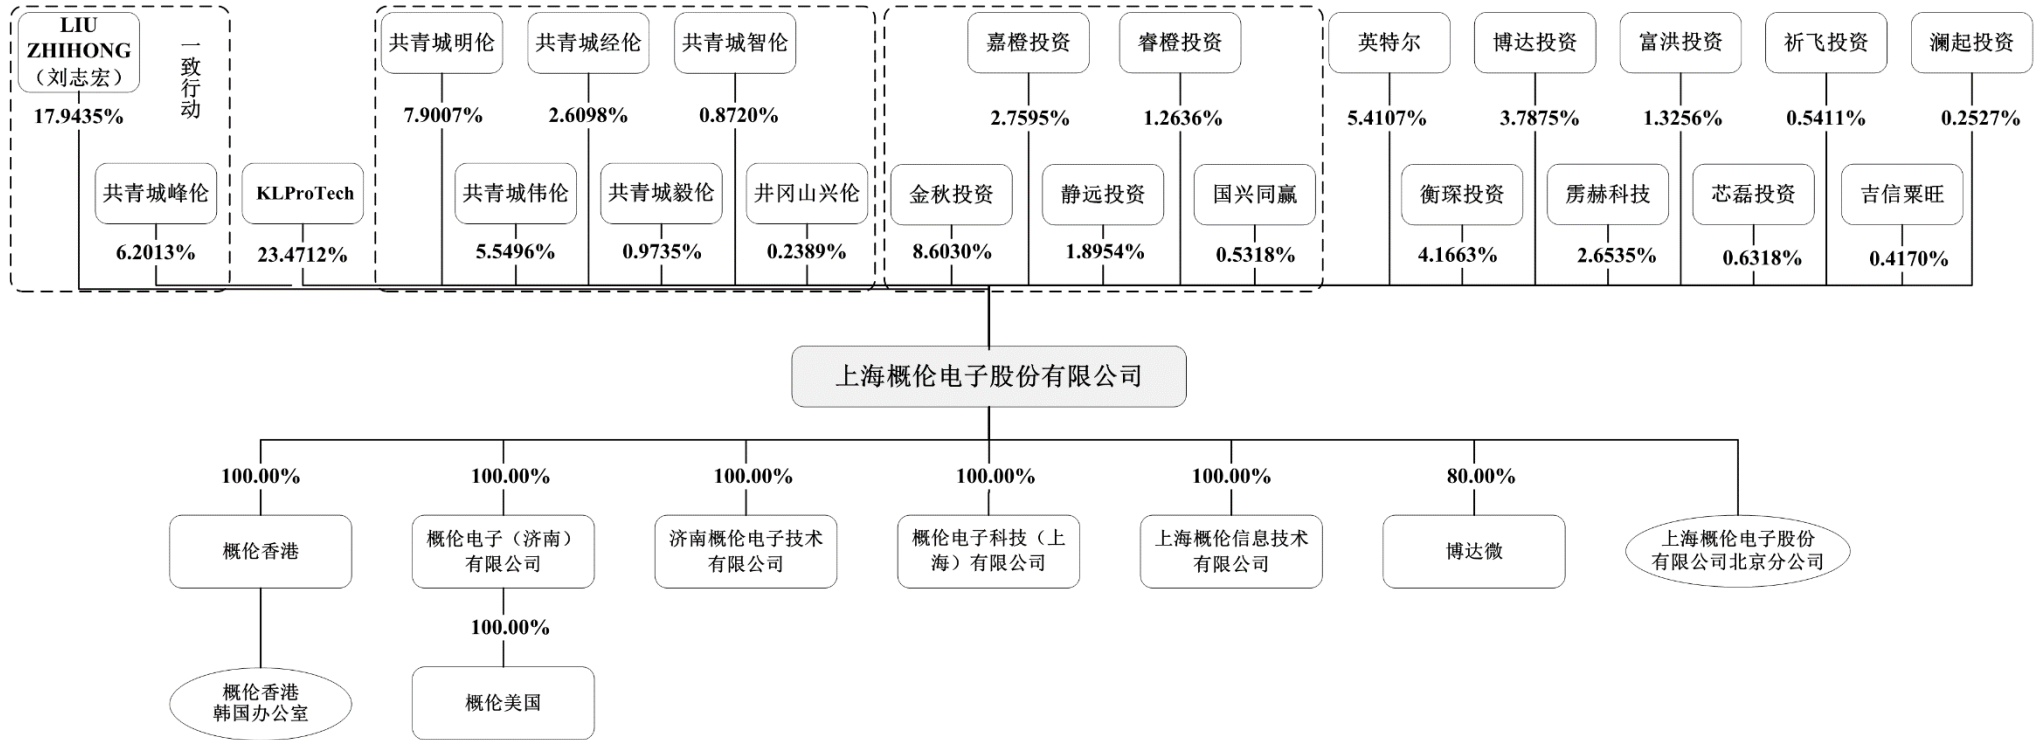 LIU
ZHIHONG
（刘志宏）
一致行动
共青城明伦
共青城经伦
共青城智伦
嘉橙投资
睿橙投资
英特尔
博达投资
富洪投资
祈飞投资
澜起投资
17.9435%
7.9007%
2.6098%
0.8720%
2.7595%
1.2636%
5.4107%
3.7875%
1.3256%
0.5411%
0.2527%
共青城峰伦
KLProTech
共青城伟伦
共青城毅伦
井冈山兴伦
金秋投资
静远投资
国兴同赢
衡琛投资
雳赫科技
芯磊投资
吉信粟旺
6.2013%
23.4712%
5.5496%
0.9735%
0.2389%
8.6030%
1.8954%
0.5318%
4.1663%
2.6535%
0.6318%
0.4170%
上海概伦电子股份有限公司
100.00%
100.00%
100.00%
100.00%
100.00%
80.00%
概伦香港
概伦电子（济南）
有限公司
济南概伦电子技术
有限公司
概伦电子科技（上
海）有限公司
上海概伦信息技术
有限公司
博达微
上海概伦电子股份
有限公司北京分公司
100.00%
概伦香港
韩国办公室
概伦美国